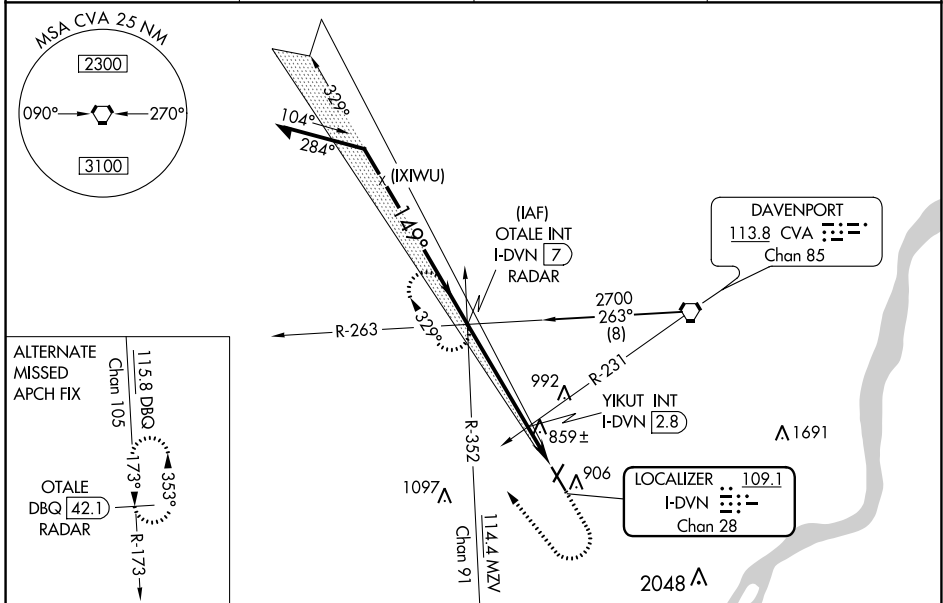 MSA CVA 25 NM
2300
090°
270°
3100
329°
104°
284°
(IXIWU)
149°
(IAF)
OTALE INT
I-DVN 7
RADAR
DAVENPORT
113.8 CVA
Chan 85
2700
263°
(8)
R-263
329°
R-231
992
YIKUT INT
I-DVN 2.8
859±
1691
R-352
906
1097
LOCALIZER 109.1
I-DVN
Chan 28
114.4 MZV
Chan 91
2048
ALTERNATE
MISSED
APCH FIX
115.8 DBQ
Chan 105
173°
353°
OTALE
DBQ 42.1
RADAR
R-173